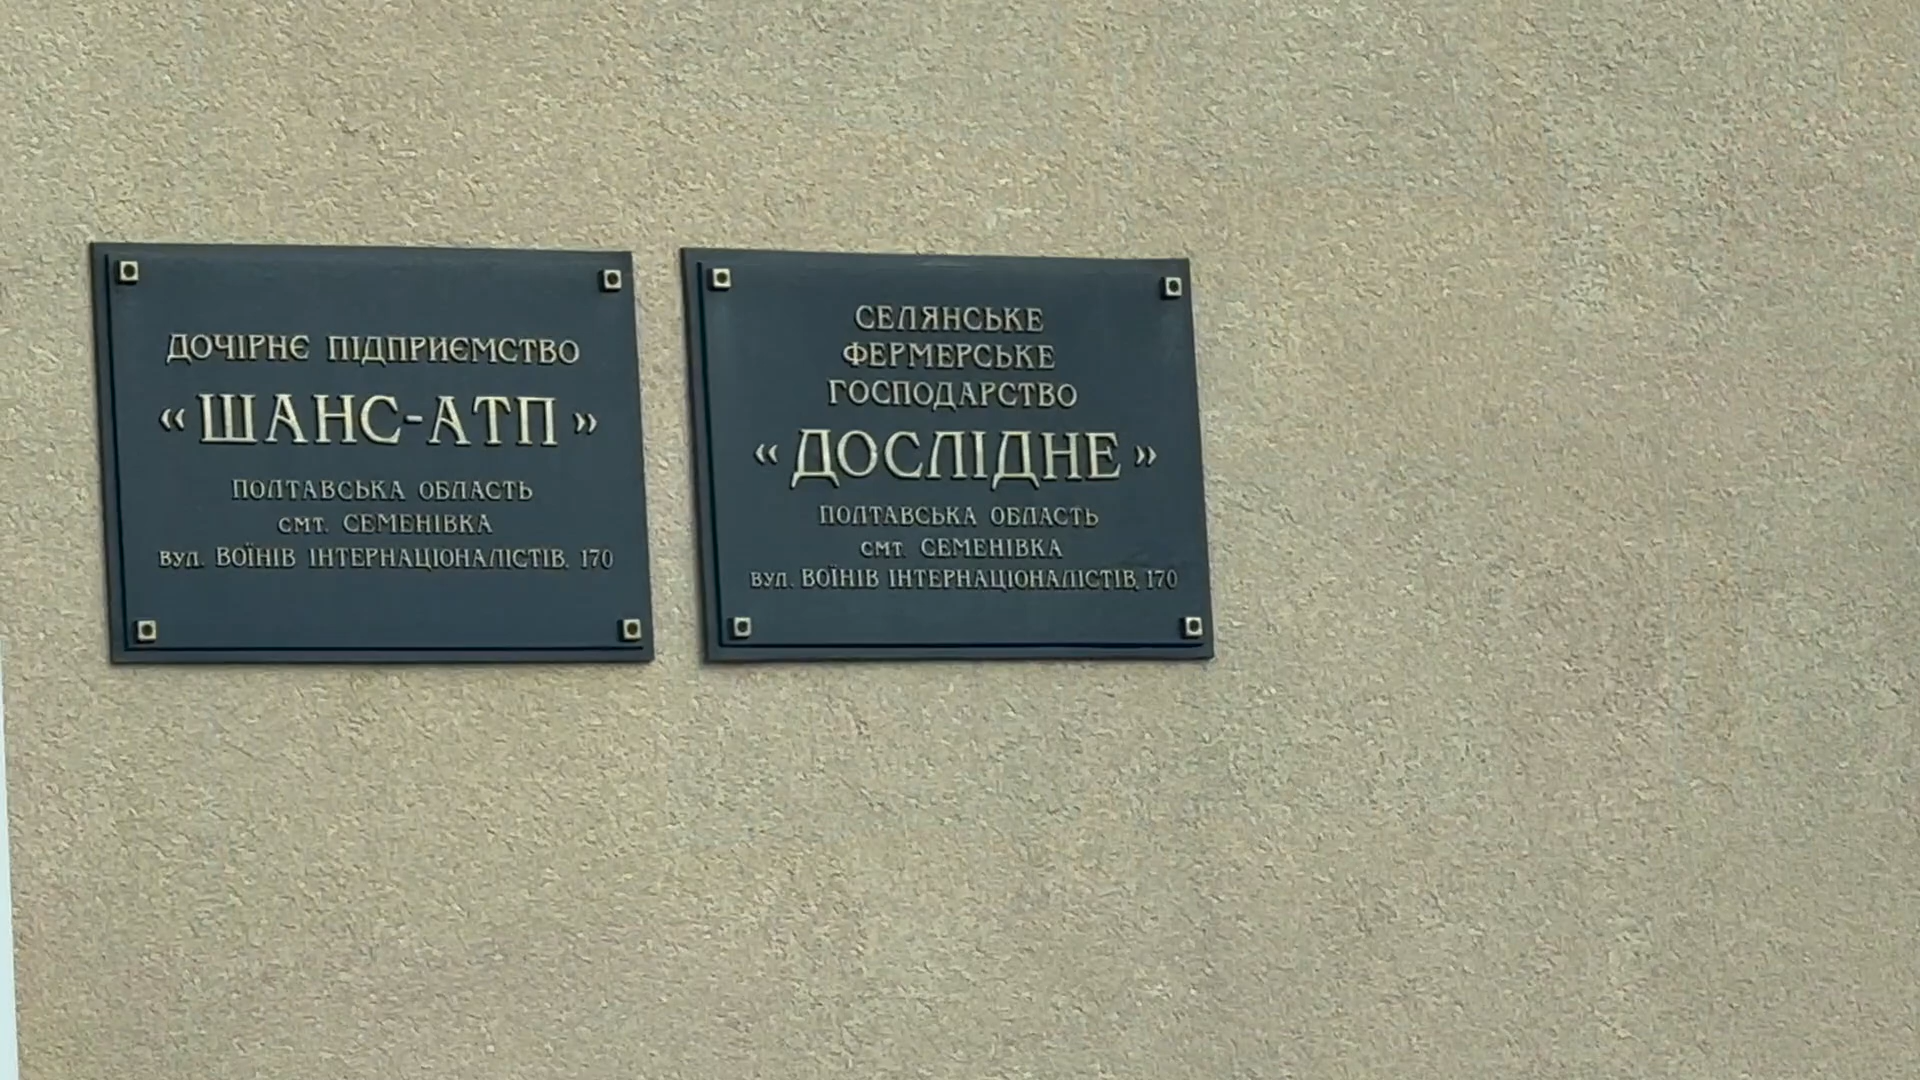 ДОЧІРНЄ ПІДПРИЄМСТВО
«ШАНС-АТП»
ПОЛТАВСЬКА ОБЛАСТЬ
смт. СЕМЕНІВКА
вул. ВОЇНІВ ІНТЕРНАЦІОНАЛІСТІВ, 170
СЕЛЯНСЬКЕ
ФЕРМЕРСЬКЕ
ГОСПОДАРСТВО
«ДОСЛІДНЕ»
ПОЛТАВСЬКА ОБЛАСТЬ
смт. СЕМЕНІВКА
вул. ВОЇНІВ ІНТЕРНАЦІОНАЛІСТІВ, 170